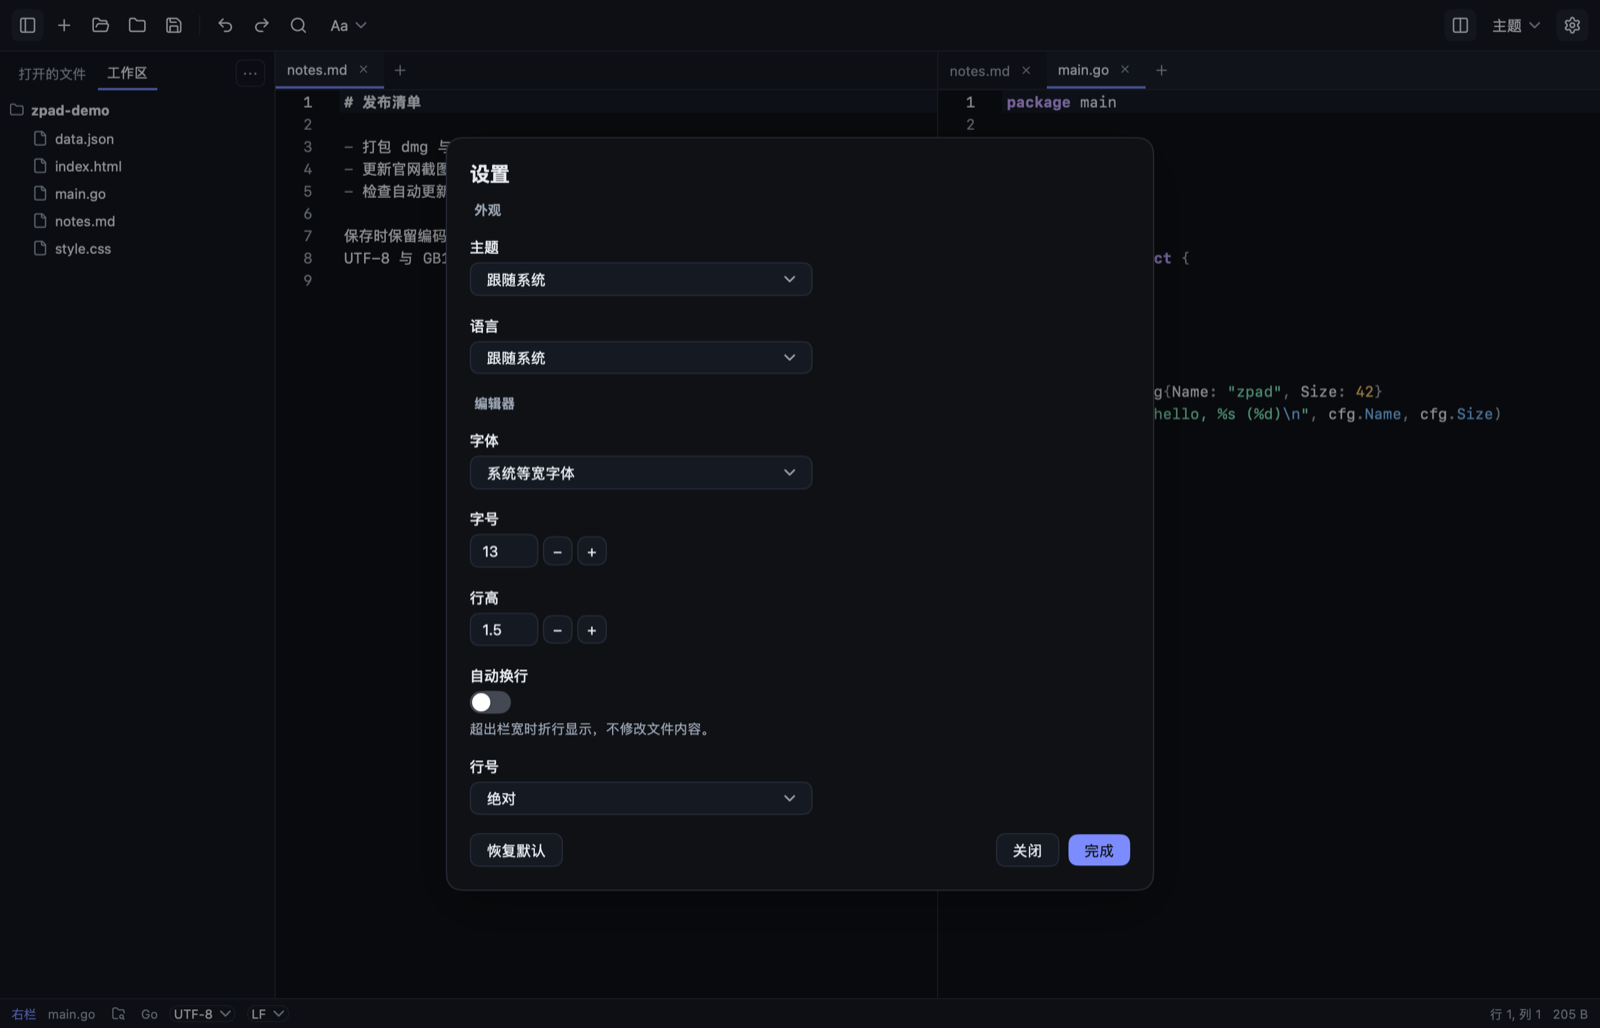 Aa
主题
打开的文件
工作区
zpad-demo
data.json
index.html
main.go
notes.md
style.css
notes.md
1 # 发布清单
2
3 - 打包 dmg 与
4 - 更新官网截图
5 - 检查自动更新
6
7 保存时保留编码
8 UTF-8 与 GB1
9
notes.md
main.go
1 package main
2
ct {
g{Name: "zpad", Size: 42}
hello, %s (%d)\n", cfg.Name, cfg.Size)
设置
外观
主题
跟随系统
语言
跟随系统
编辑器
字体
系统等宽字体
字号
13 − +
行高
1.5 − +
自动换行
超出栏宽时折行显示，不修改文件内容。
行号
绝对
恢复默认
关闭
完成
右栏 main.go Go UTF-8 LF
行 1, 列 1 205 B